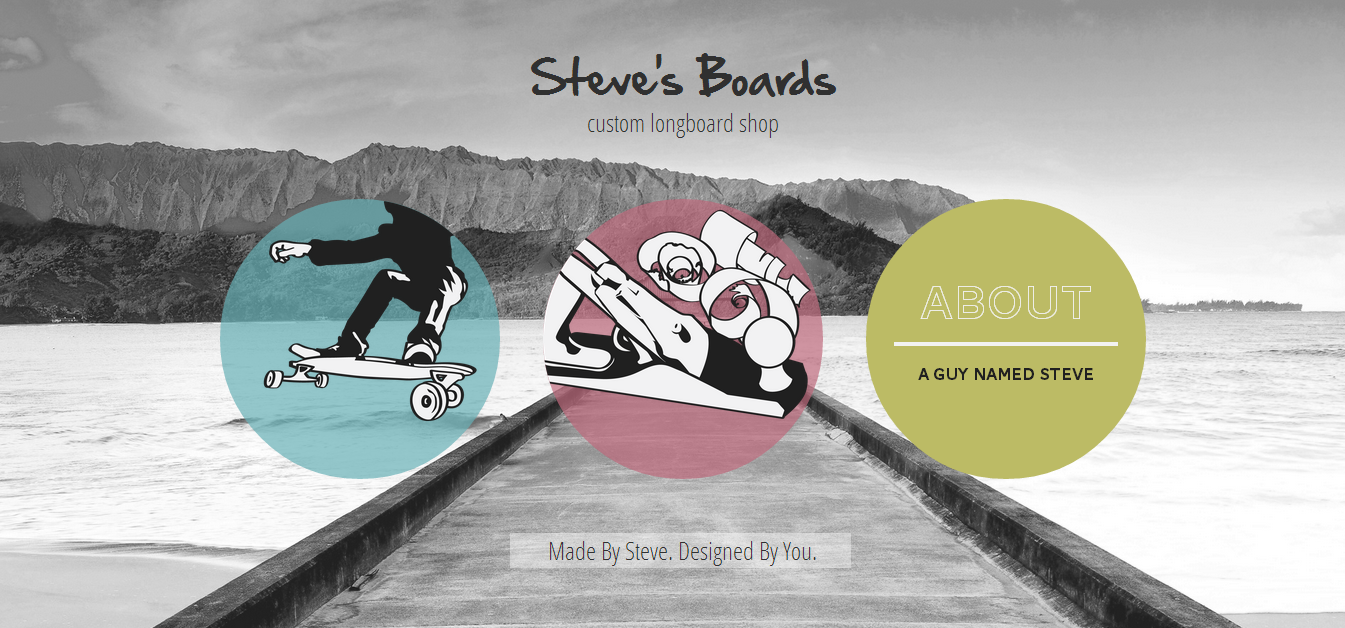 Steve's Boards
custom longboard shop
ABOUT
A GUY NAMED STEVE
Made By Steve. Designed By You.